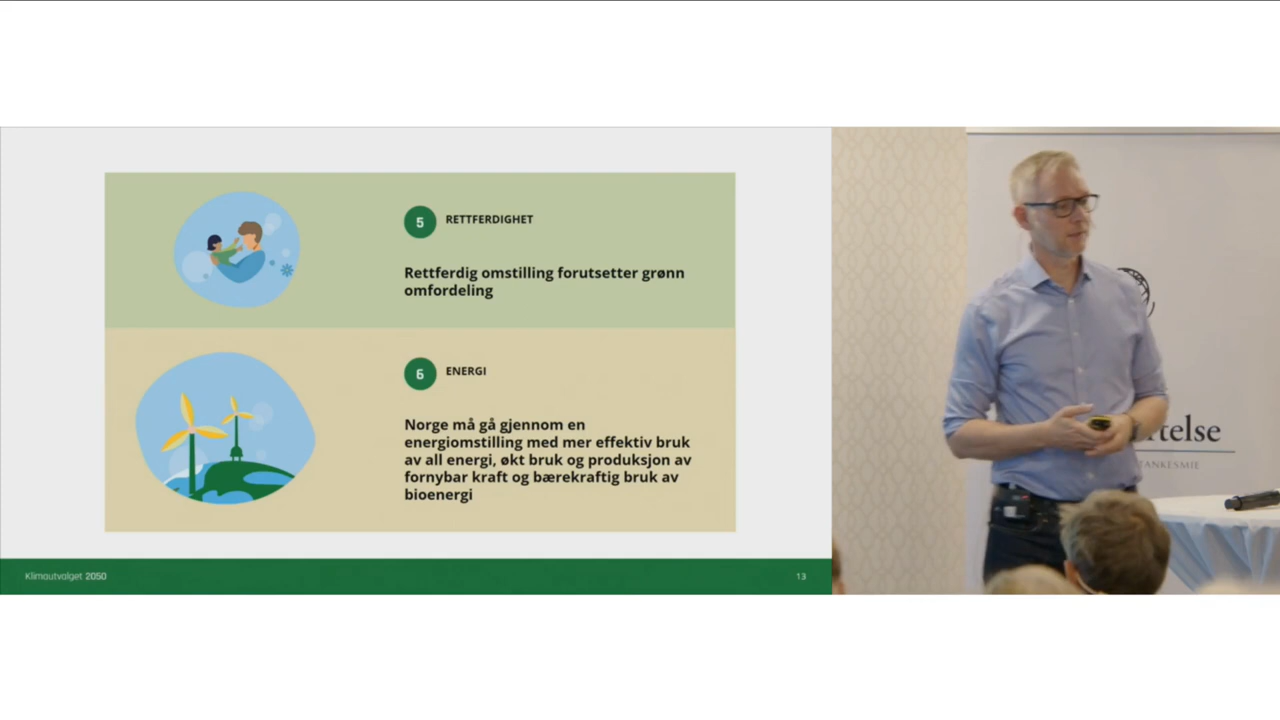 5 RETTFERDIGHET
Rettferdig omstilling forutsetter grønn
omfordeling
6 ENERGI
Norge må gå gjennom en
energiomstilling med mer effektiv bruk
av all energi, økt bruk og produksjon av
fornybar kraft og bærekraftig bruk av
bioenergi
Klimautvalget 2050
13
telse
TANKESMIE